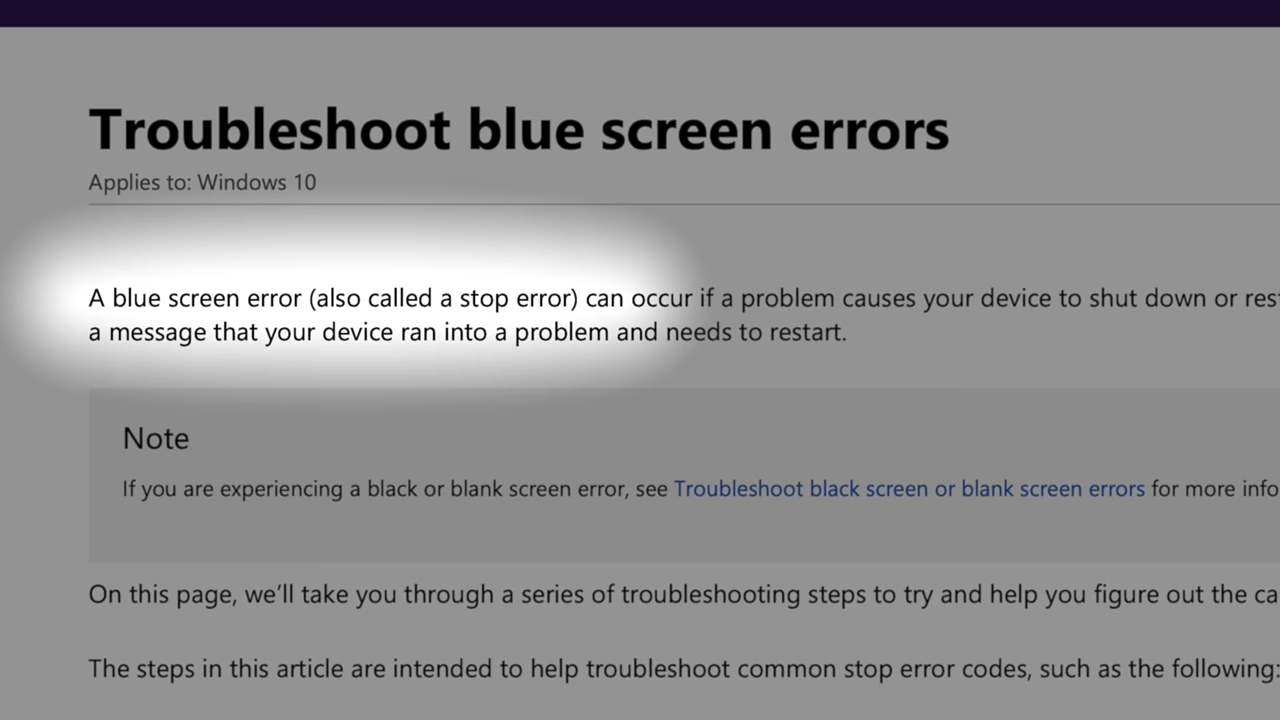 Troubleshoot blue screen errors
Applies to: Windows 10
A blue screen error (also called a stop error) can occur if a problem causes your device to shut down or
a message that your device ran into a problem and needs to restart.
Note
If you are experiencing a black or blank screen error, see Troubleshoot black screen or blank screen errors for more
On this page, we'll take you through a series of troubleshooting steps to try and help you figure out the
The steps in this article are intended to help troubleshoot common stop error codes, such as the following: